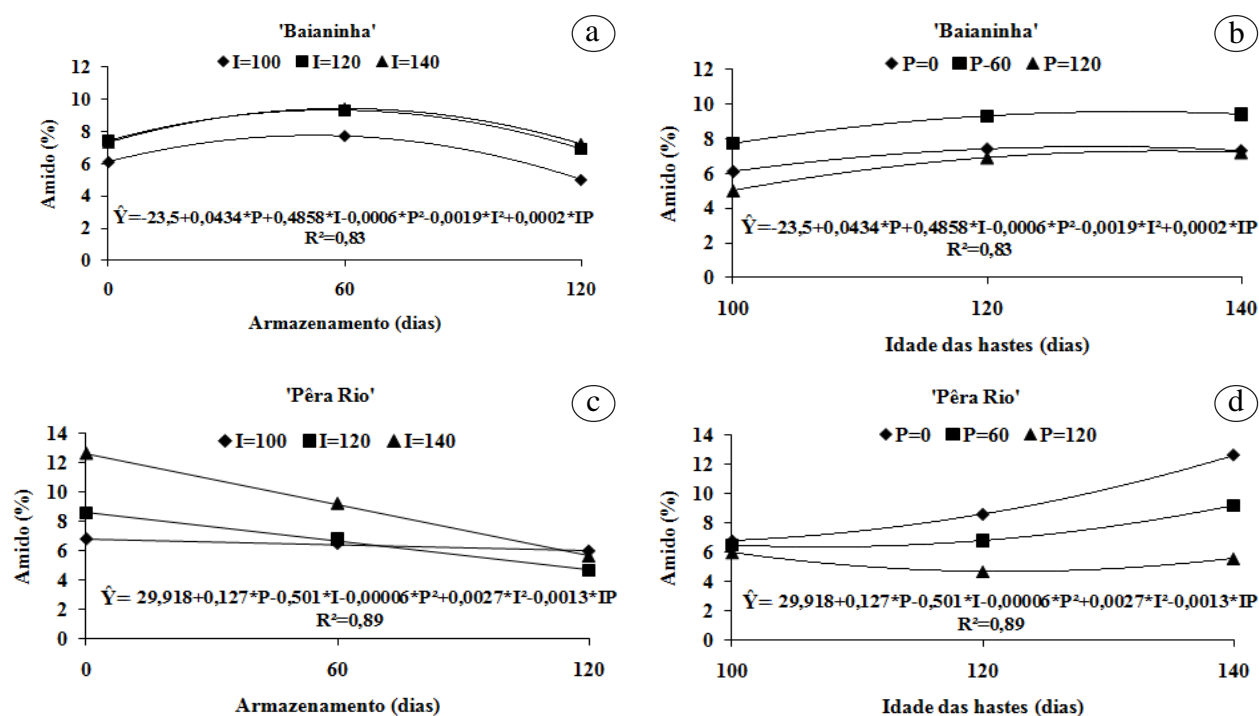 'Baianinha'
a
◆I=100 ■I=120 ▲I=140
12
10
8
6
4
2
0
Amido (%)
Ŷ=-23,5+0,0434*P+0,4858*I-0,0006*P²-0,0019*I²+0,0002*IP
R²=0,83
0 60 120
Armazenamento (dias)
'Baianinha'
b
◆P=0 ■P-60 ▲P=120
12
10
8
6
4
2
0
Amido (%)
Ŷ=-23,5+0,0434*P+0,4858*I-0,0006*P²-0,0019*I²+0,0002*IP
R²=0,83
100 120 140
Idade das hastes (dias)
'Pêra Rio'
c
◆I=100 ■I=120 ▲I=140
14
12
10
8
6
4
2
0
Amido (%)
Ŷ= 29,918+0,127*P-0,501*I-0,00006*P²+0,0027*I²-0,0013*IP
R²=0,89
0 60 120
Armazenamento (dias)
'Pêra Rio'
d
◆P=0 ■P=60 ▲P=120
14
12
10
8
6
4
2
0
Amido (%)
Ŷ= 29,918+0,127*P-0,501*I-0,00006*P²+0,0027*I²-0,0013*IP
R²=0,89
100 120 140
Idade das hastes (dias)